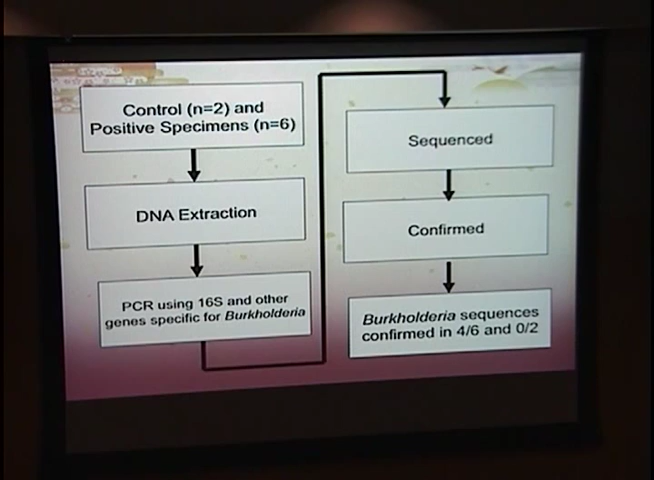 Control (n=2) and
Positive Specimens (n=6)
DNA Extraction
PCR using 16S and other
genes specific for Burkholderia
Sequenced
Confirmed
Burkholderia sequences
confirmed in 4/6 and 0/2